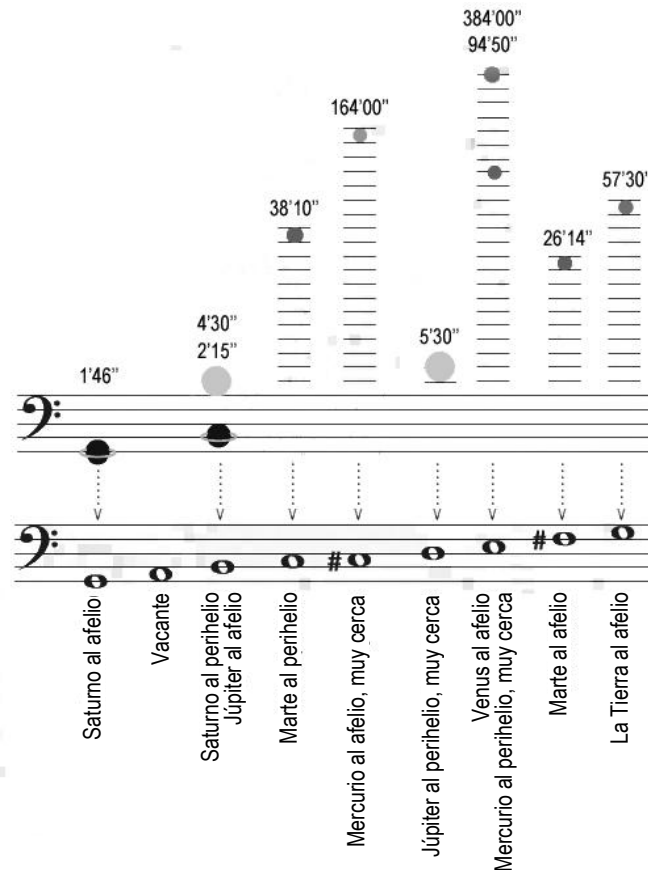 384'00”
94'50”
164'00”
57'30”
38'10”
26'14”
4'30”
2'15”
5'30”
1'46”
#
#
Saturno al afelio
Vacante
Saturno al perihelio
Júpiter al afelio
Marte al perihelio
Mercurio al afelio, muy cerca
Júpiter al perihelio, muy cerca
Venus al afelio
Mercurio al perihelio, muy cerca
Marte al afelio
La Tierra al afelio